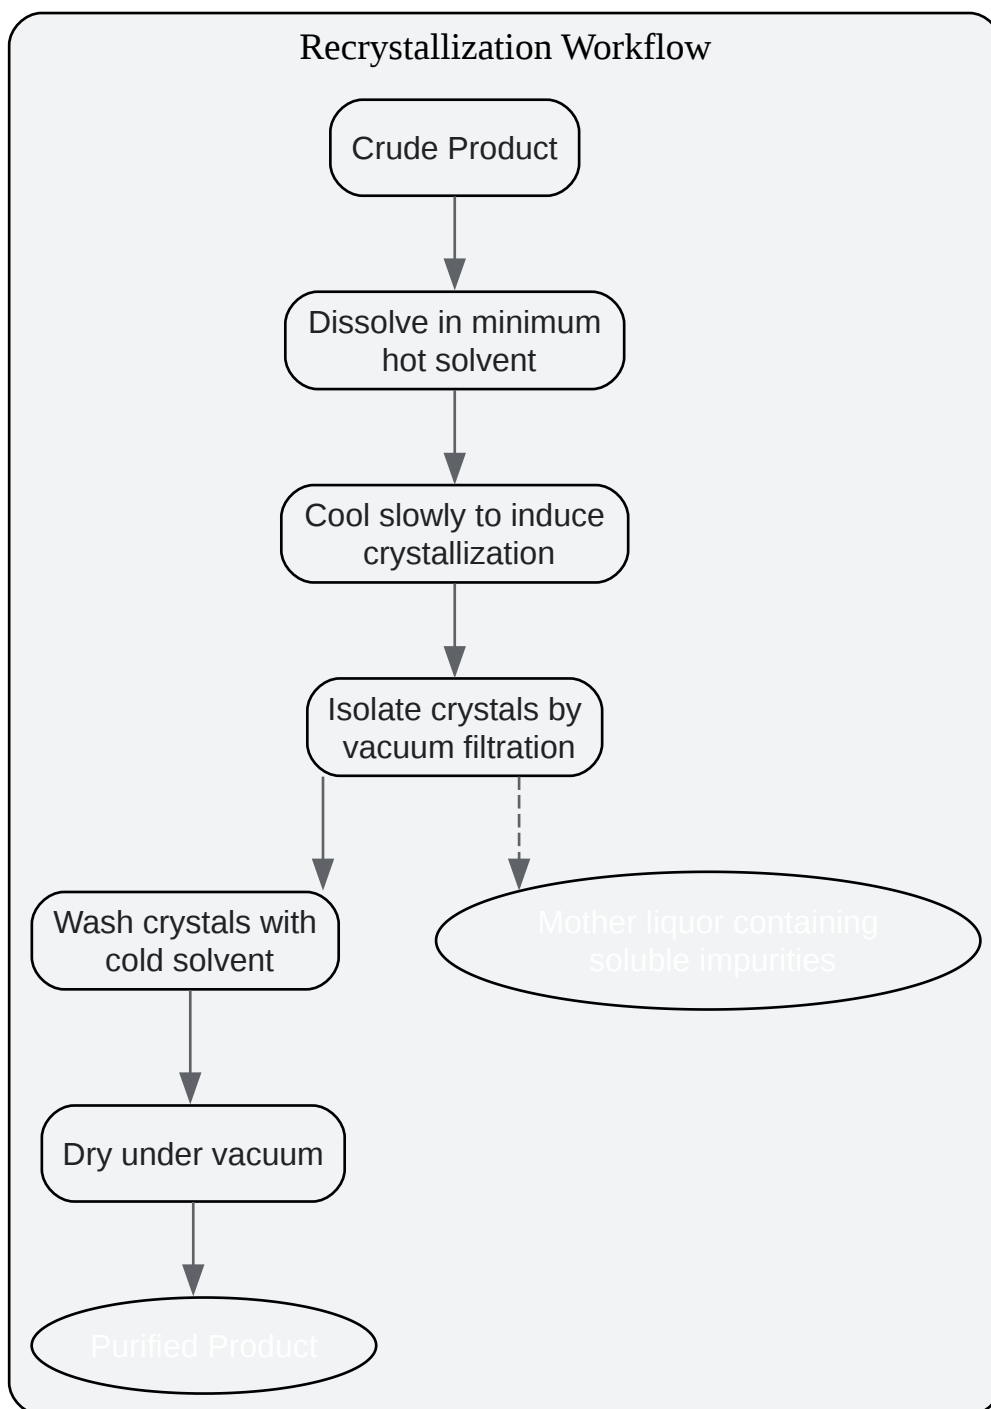 Recrystallization Workflow
Crude Product
Dissolve in minimum
hot solvent
Cool slowly to induce
crystallization
Isolate crystals by
vacuum filtration
Wash crystals with
cold solvent
Mother liquor containing
soluble impurities
Dry under vacuum
Purified Product